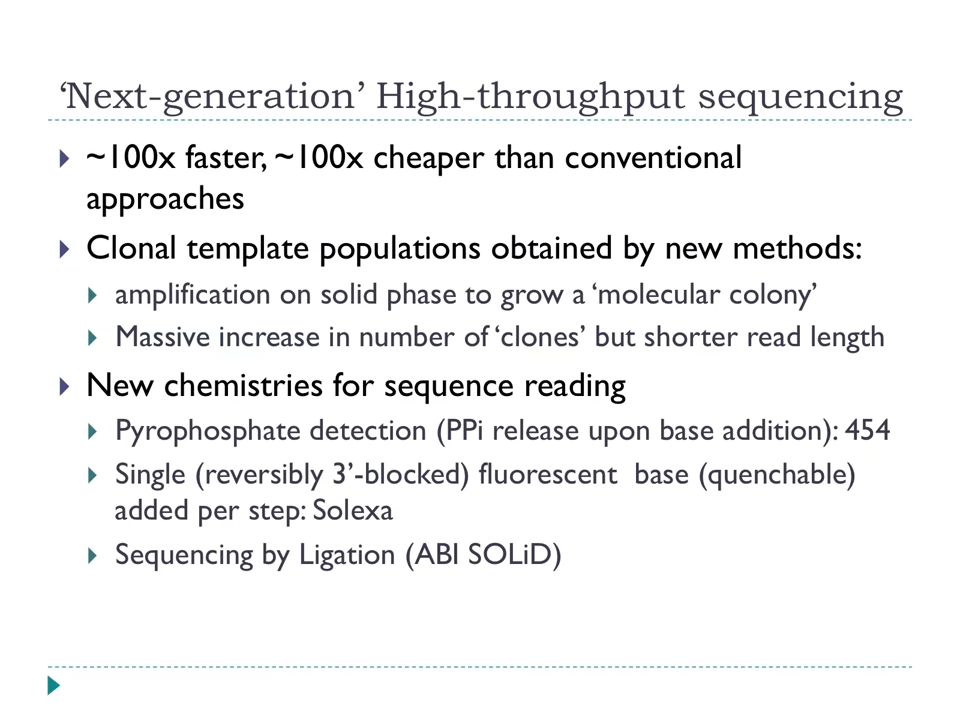 ‘Next-generation’ High-throughput sequencing
~100x faster, ~100x cheaper than conventional
approaches
Clonal template populations obtained by new methods:
amplification on solid phase to grow a ‘molecular colony’
Massive increase in number of ‘clones’ but shorter read length
New chemistries for sequence reading
Pyrophosphate detection (PPi release upon base addition): 454
Single (reversibly 3’-blocked) fluorescent  base (quenchable)
added per step: Solexa
Sequencing by Ligation (ABI SOLiD)